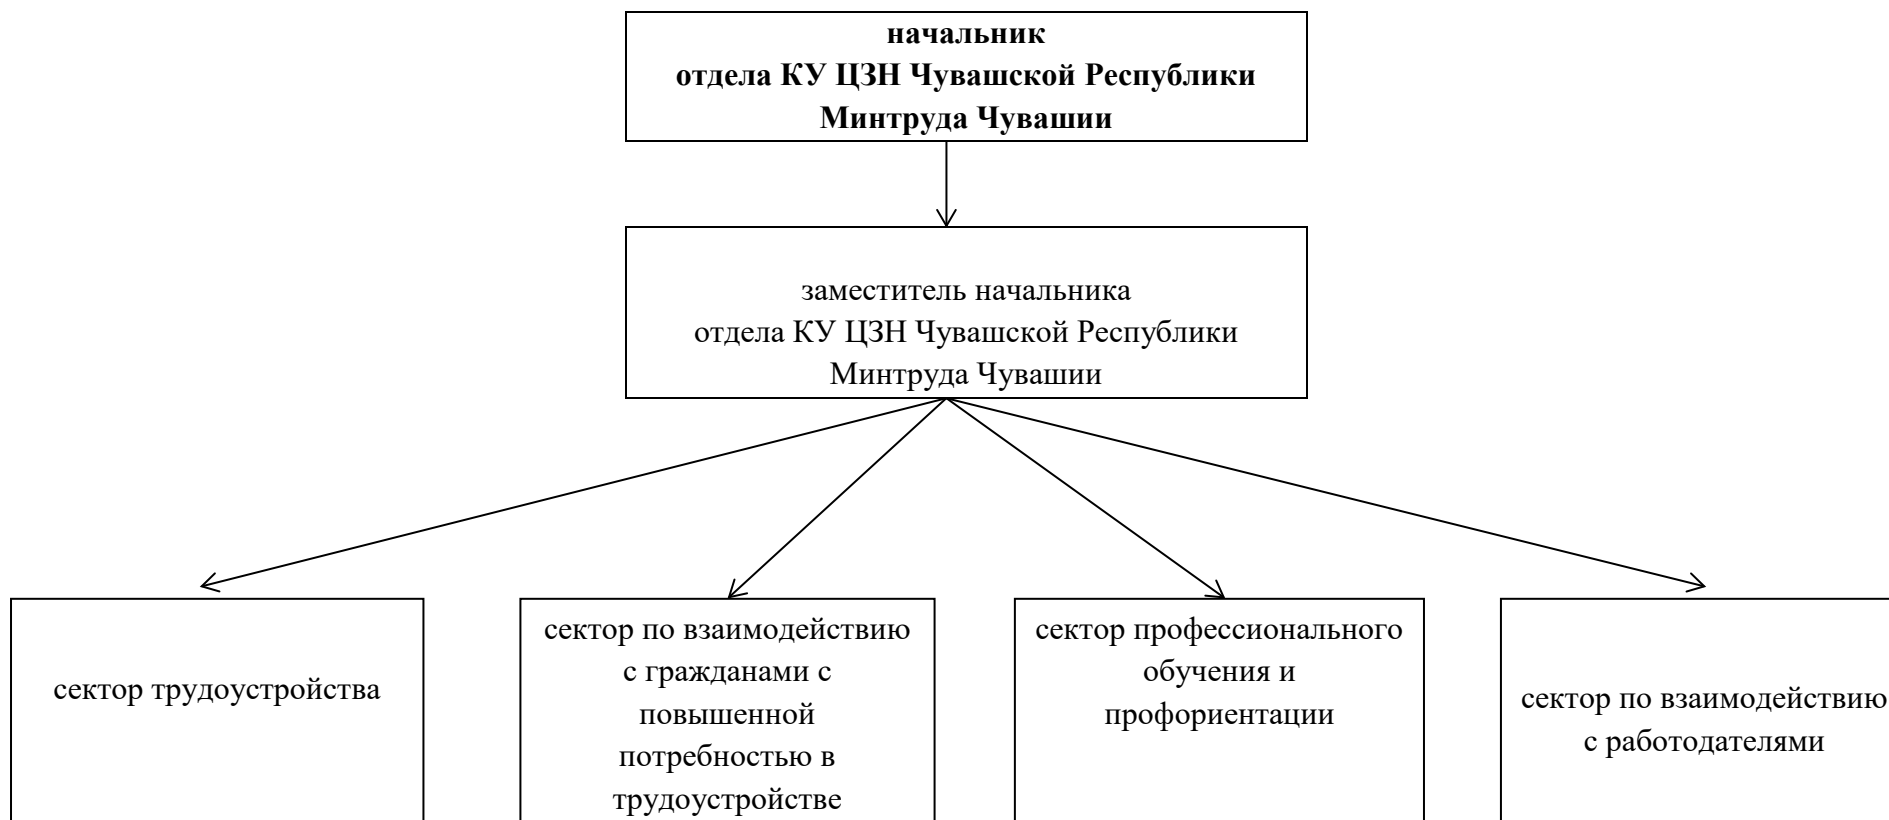 начальник
отдела КУ ЦЗН Чувашской Республики
Минтруда Чувашии
заместитель начальника
отдела КУ ЦЗН Чувашской Республики
Минтруда Чувашии
сектор трудоустройства
сектор по взаимодействию
с гражданами с
повышенной
потребностью в
трудоустройстве
сектор профессионального
обучения и
профориентации
сектор по взаимодействию
с работодателями